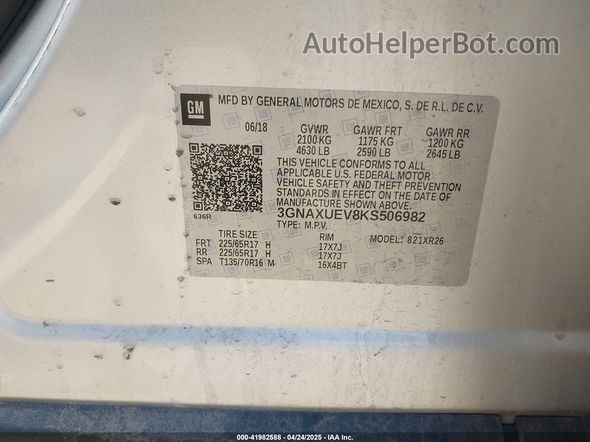 AutoHelperBot.com
GM MFD BY GENERAL MOTORS DE MEXICO, S. DE R.L. DE C.V.
06/18 GVWR GAWR FRT GAWR RR
2100 KG 1175 KG 1200 KG
4630 LB 2590 LB 2645 LB
THIS VEHICLE CONFORMS TO ALL
APPLICABLE U.S. FEDERAL MOTOR
VEHICLE SAFETY AND THEFT PREVENTION
STANDARDS IN EFFECT ON THE DATE OF
MANUFACTURE SHOWN ABOVE.
636R 3GNAXUEV8KS506982
TYPE: M.P.V.
TIRE SIZE RIM MODEL: 821XR26
FRT 225/65R17 H 17X7J
RR 225/65R17 H 17X7J
SPA T135/70R16 M 16X4BT
000-41982588 - 04/24/2025 - IAA Inc.